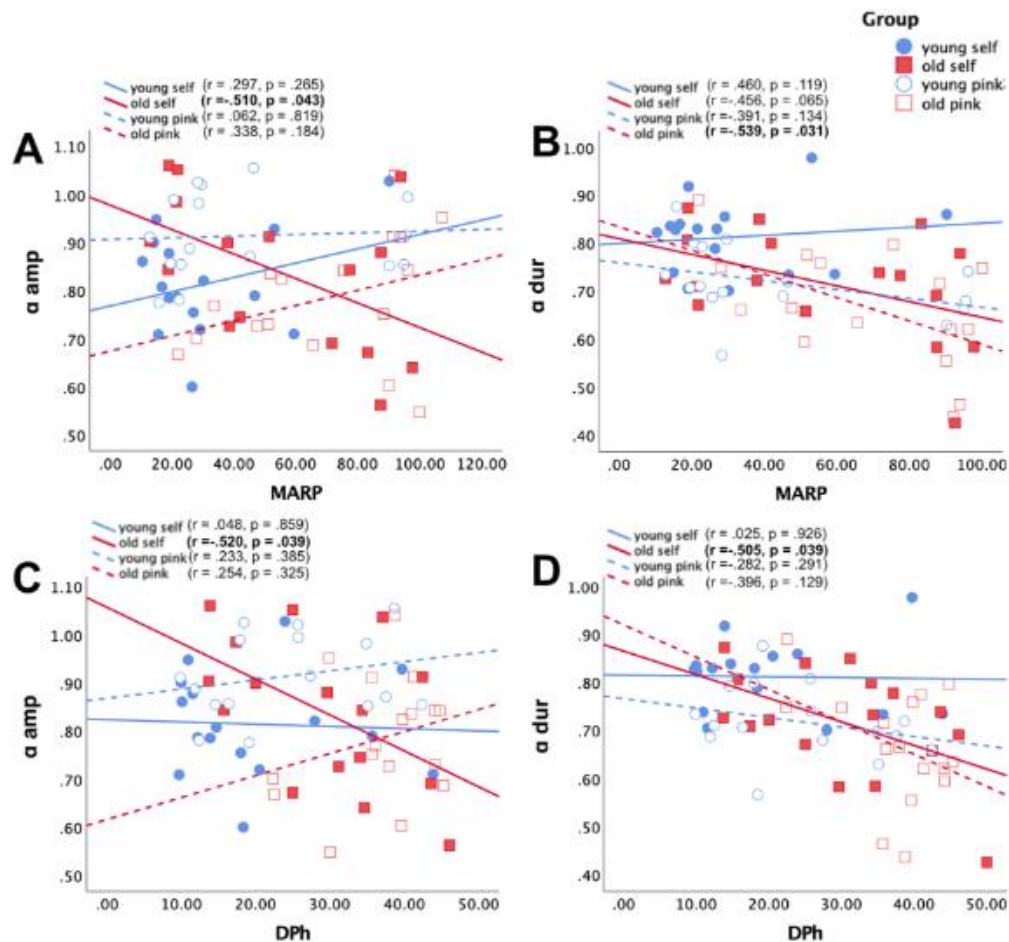 Group
young self
old self
young pink
old pink
young self (r = .297, p = .265)
old self (r =-.510, p = .043)
young pink (r = .062, p = .819)
old pink (r = .338, p = .184)
A
α amp
1.10
1.00
.90
.80
.70
.60
.50
.00 20.00 40.00 60.00 80.00 100.00 120.00
MARP
young self (r = .460, p = .119)
old self (r =-.456, p = .065)
young pink (r =-.391, p = .134)
old pink (r =-.539, p = .031)
B
α dur
1.00
.90
.80
.70
.60
.50
.40
.00 20.00 40.00 60.00 80.00 100.00
MARP
young self (r = .048, p = .859)
old self (r =-.520, p = .039)
young pink (r = .233, p = .385)
old pink (r = .254, p = .325)
C
α amp
1.10
1.00
.90
.80
.70
.60
.50
.00 10.00 20.00 30.00 40.00 50.00
DPh
young self (r = .025, p = .926)
old self (r =-.505, p = .039)
young pink (r =-.282, p = .291)
old pink (r =-.396, p = .129)
D
α dur
1.00
.90
.80
.70
.60
.50
.40
.00 10.00 20.00 30.00 40.00 50.00
DPh